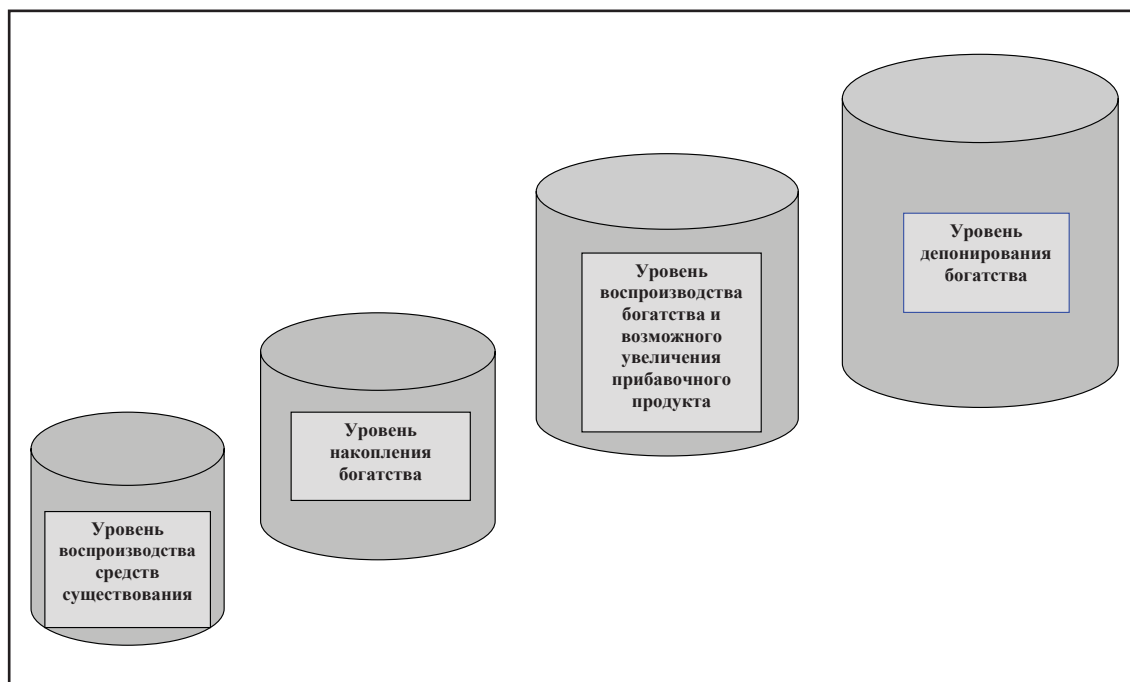 Уровень
воспроизводства
средств
существования
Уровень
накопления
богатства
Уровень
воспроизводства
богатства и
возможного
увеличения
прибавочного
продукта
Уровень
депонирования
богатства